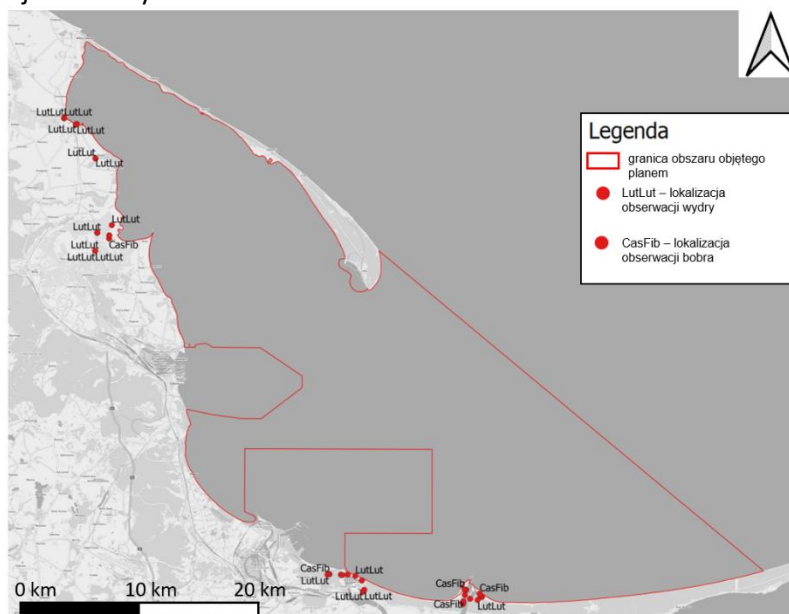 LutLutLutLut
LutLut LutLut
LutLut
LutLut
LutLut
CasFib
LutLut
LutLutLutLut
Legenda
granica obszaru objętego
planem
LutLut – lokalizacja
obserwacji wydry
CasFib – lokalizacja
obserwacji bobra
CasFib LutLut
LutLut
LutLutLutLut
CasFib CasFib
CasFib LutLut
0 km 10 km 20 km